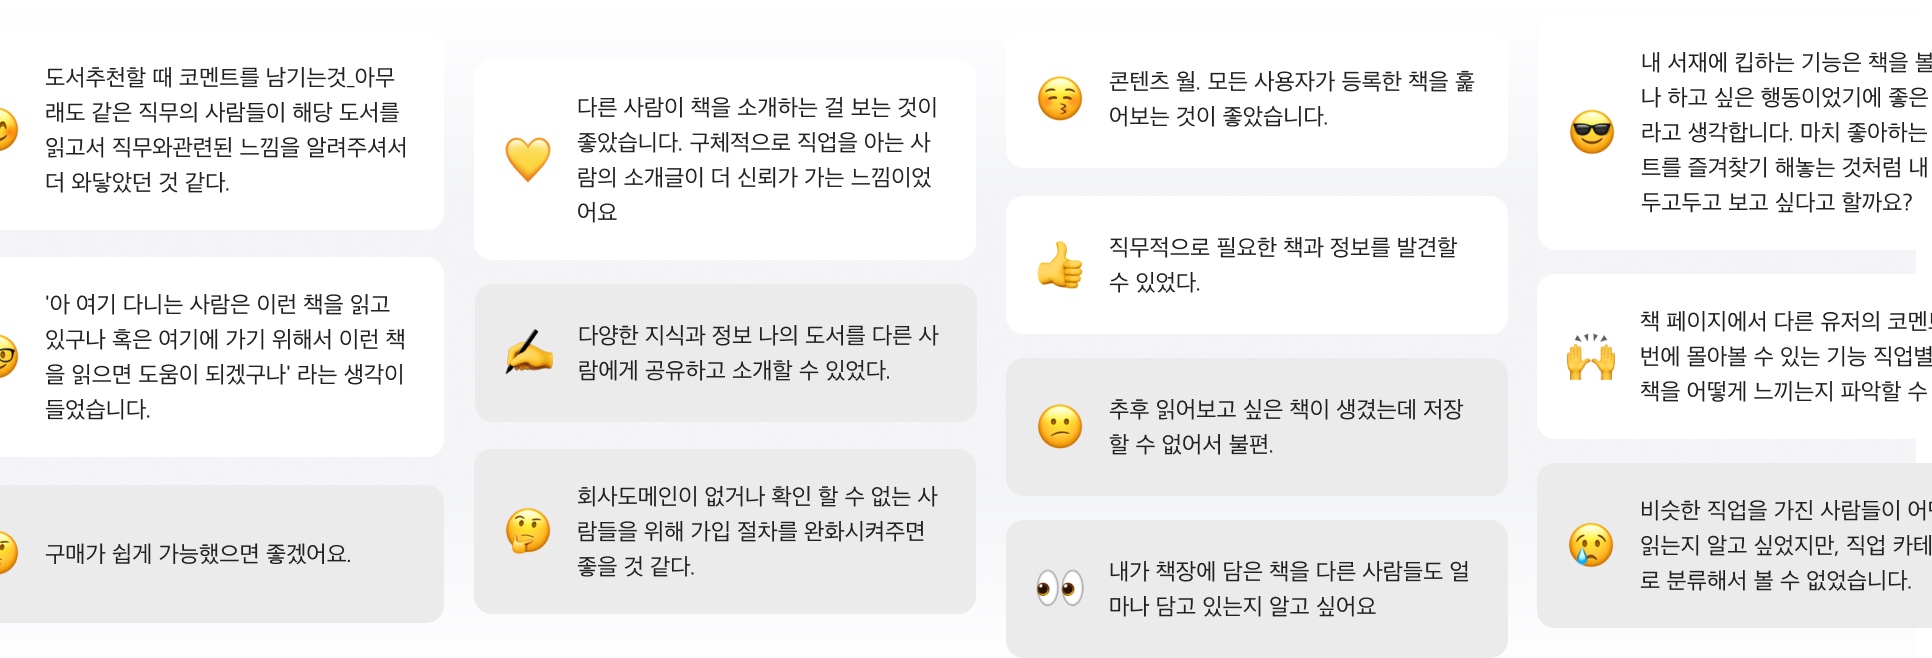 도서추천할 때 코멘트를 남기는것_아무
래도 같은 직무의 사람들이 해당 도서를
읽고서 직무와관련된 느낌을 알려주셔서
더 와닿았던 것 같다.
'아 여기 다니는 사람은 이런 책을 읽고
있구나 혹은 여기에 가기 위해서 이런 책
을 읽으면 도움이 되겠구나' 라는 생각이
들었습니다.
구매가 쉽게 가능했으면 좋겠어요.
다른 사람이 책을 소개하는 걸 보는 것이
좋았습니다. 구체적으로 직업을 아는 사
람의 소개글이 더 신뢰가 가는 느낌이었
어요
다양한 지식과 정보 나의 도서를 다른 사
람에게 공유하고 소개할 수 있었다.
회사도메인이 없거나 확인 할 수 없는 사
람들을 위해 가입 절차를 완화시켜주면
좋을 것 같다.
콘텐츠 월. 모든 사용자가 등록한 책을 훑
어보는 것이 좋았습니다.
직무적으로 필요한 책과 정보를 발견할
수 있었다.
추후 읽어보고 싶은 책이 생겼는데 저장
할 수 없어서 불편.
내가 책장에 담은 책을 다른 사람들도 얼
마나 담고 있는지 알고 싶어요
내 서재에 킵하는 기능은 책을
나 하고 싶은 행동이었기에 좋은
라고 생각합니다. 마치 좋아하는
트를 즐겨찾기 해놓는 것처럼 내
두고두고 보고 싶다고 할까요?
책 페이지에서 다른 유저의
번에 몰아볼 수 있는 기능 직업별
책을 어떻게 느끼는지 파악할 수
비슷한 직업을 가진 사람들이
읽는지 알고 싶었지만, 직업
로 분류해서 볼 수 없었습니다.